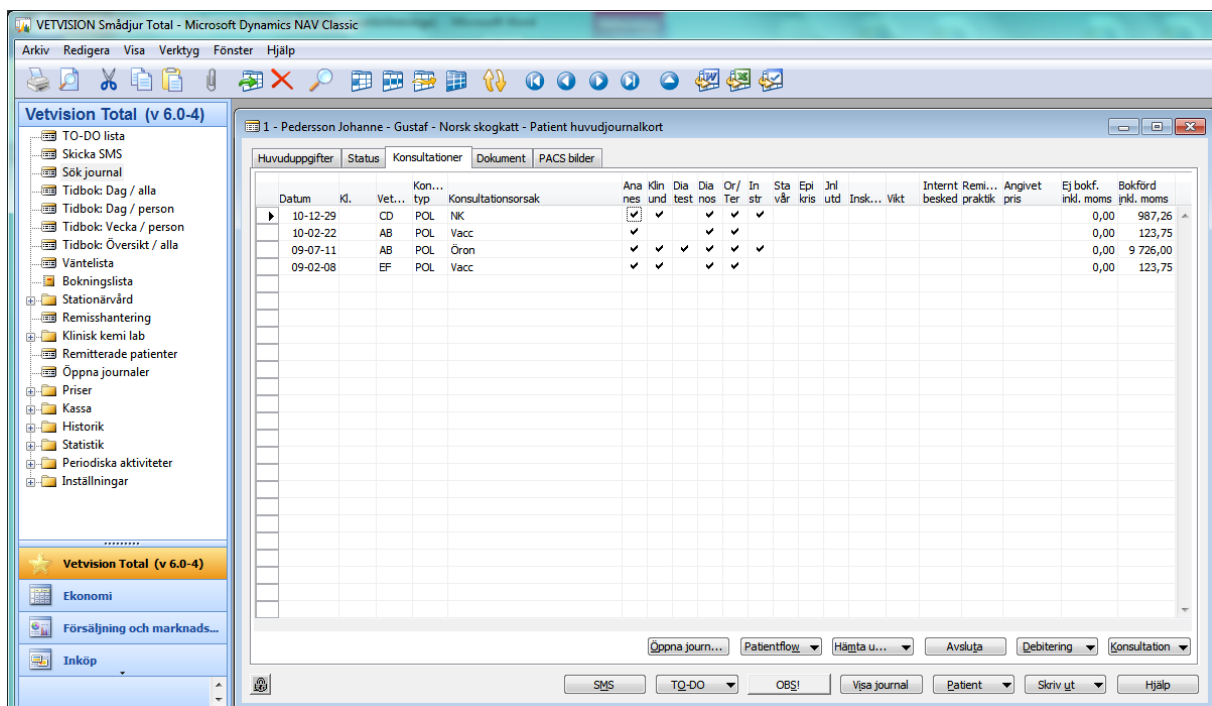 VETVISION Smådjur Total - Microsoft Dynamics NAV Classic
Arkiv Redigera Visa Verktyg Fönster Hjälp
Vetvision Total (v 6.0-4)
TO-DO lista
Skicka SMS
Sök journal
Tidbok: Dag / alla
Tidbok: Dag / person
Tidbok: Vecka / person
Tidbok: Översikt / alla
Väntelista
Bokningslista
Stationärvård
Remisshantering
Klinisk kemi lab
Remitterade patienter
Öppna journaler
Priser
Kassa
Historik
Statistik
Periodiska aktiviteter
Inställningar
Vetvision Total (v 6.0-4)
Ekonomi
Försäljning och marknads...
Inköp
1 - Pedersson Johanne - Gustaf - Norsk skogkatt - Patient huvudjournalkort
Huvuduppgifter Status Konsultationer Dokument PACS bilder
Kon... Ana Klin Dia Dia Or/ In Sta Epi Jnl Internt Remi... Angivet Ej bokf. Bokförd
Datum Kl. Vet... typ Konsultationsorsak nes und test nos Ter str vår kris utd Insk... Vikt besked praktik pris inkl. moms inkl. moms
10-12-29 CD POL NK 0,00 987,26
10-02-22 AB POL Vacc 0,00 123,75
09-07-11 AB POL Öron 0,00 9 726,00
09-02-08 EF POL Vacc 0,00 123,75
Öppna journ... Patientflow Hämta u... Avsluta Debitering Konsultation
SMS TO-DO OBS! Visa journal Patient Skriv ut Hjälp